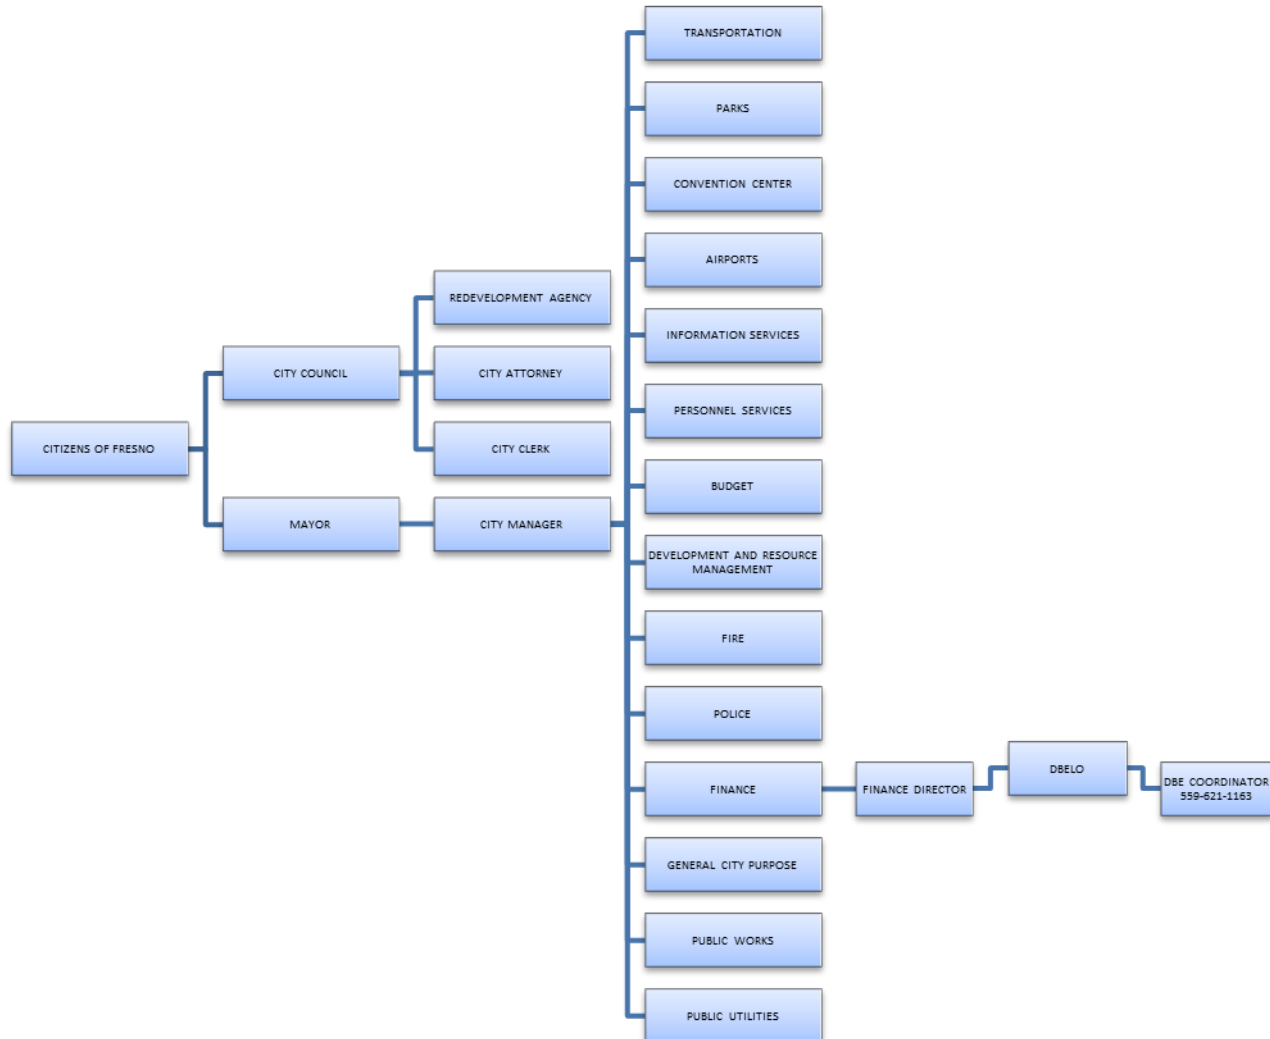 TRANSPORTATION
PARKS
CONVENTION CENTER
AIRPORTS
REDEVELOPMENT AGENCY
INFORMATION SERVICES
CITY COUNCIL
CITY ATTORNEY
PERSONNEL SERVICES
CITIZENS OF FRESNO
CITY CLERK
BUDGET
MAYOR
CITY MANAGER
DEVELOPMENT AND RESOURCE
MANAGEMENT
FIRE
POLICE
FINANCE
FINANCE DIRECTOR
DBELO
DBE COORDINATOR
559-621-1163
GENERAL CITY PURPOSE
PUBLIC WORKS
PUBLIC UTILITIES